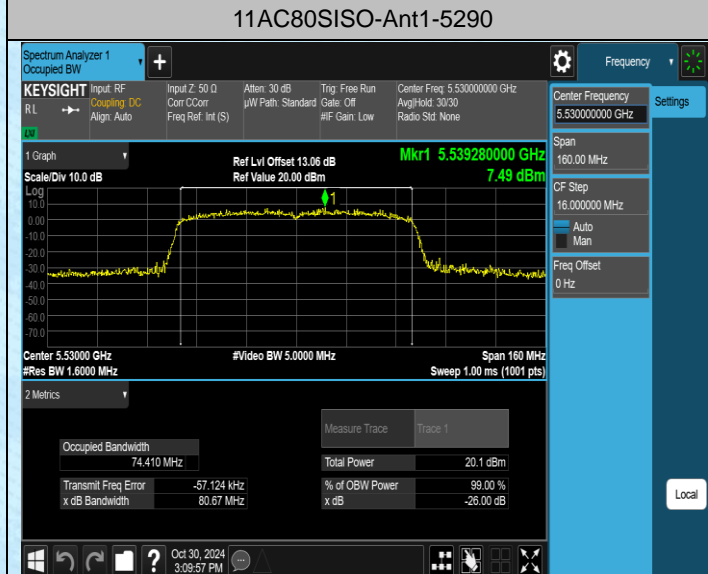 11AC80SISO-Ant1-5290
Spectrum Analyzer 1
Occupied BW
Frequency
KEYSIGHT
RL
Input: RF
Coupling: DC
Align: Auto
Input Z: 50 Ω
Corr CCorr
Freq Ref: Int (S)
Atten: 30 dB
µW Path: Standard
Trig: Free Run
Gate: Off
#IF Gain: Low
Center Freq: 5.530000000 GHz
Avg|Hold: 30/30
Radio Std: None
Center Frequency
5.530000000 GHz
Settings
Span
160.00 MHz
CF Step
16.000000 MHz
Auto
Man
Freq Offset
0 Hz
1 Graph
Scale/Div 10.0 dB
Ref Lvl Offset 13.06 dB
Ref Value 20.00 dBm
Mkr1 5.539280000 GHz
7.49 dBm
Log
10.0
0.00
-10.0
-20.0
-30.0
-40.0
-50.0
-60.0
-70.0
1
Center 5.53000 GHz
#Res BW 1.6000 MHz
#Video BW 5.0000 MHz
Span 160 MHz
Sweep 1.00 ms (1001 pts)
2 Metrics
Measure Trace
Trace 1
Occupied Bandwidth
74.410 MHz
Total Power
20.1 dBm
Transmit Freq Error
-57.124 kHz
% of OBW Power
99.00 %
x dB Bandwidth
80.67 MHz
x dB
-26.00 dB
Local
Oct 30, 2024
3:09:57 PM